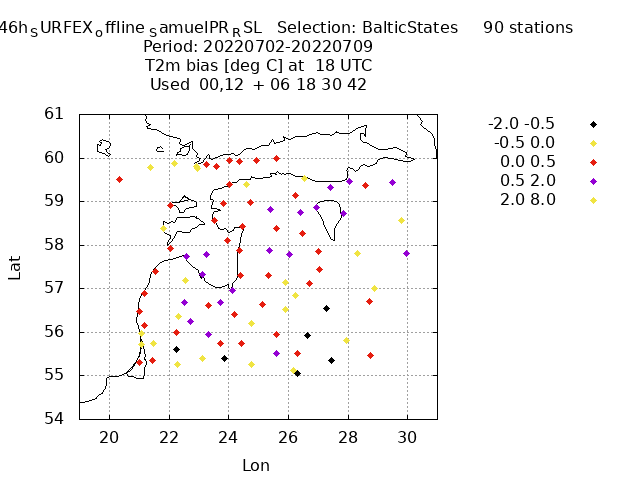 46h_SURFEX_offline_SamuelPR_RSL   Selection: BalticStates     90 stations
Period: 20220702-20220709
T2m bias [deg C] at  18 UTC
Used  00,12  + 06 18 30 42
-2.0 -0.5
-0.5 0.0
0.0 0.5
0.5 2.0
2.0 8.0
61
60
59
58
57
56
55
54
Lat
20 22 24 26 28 30
Lon